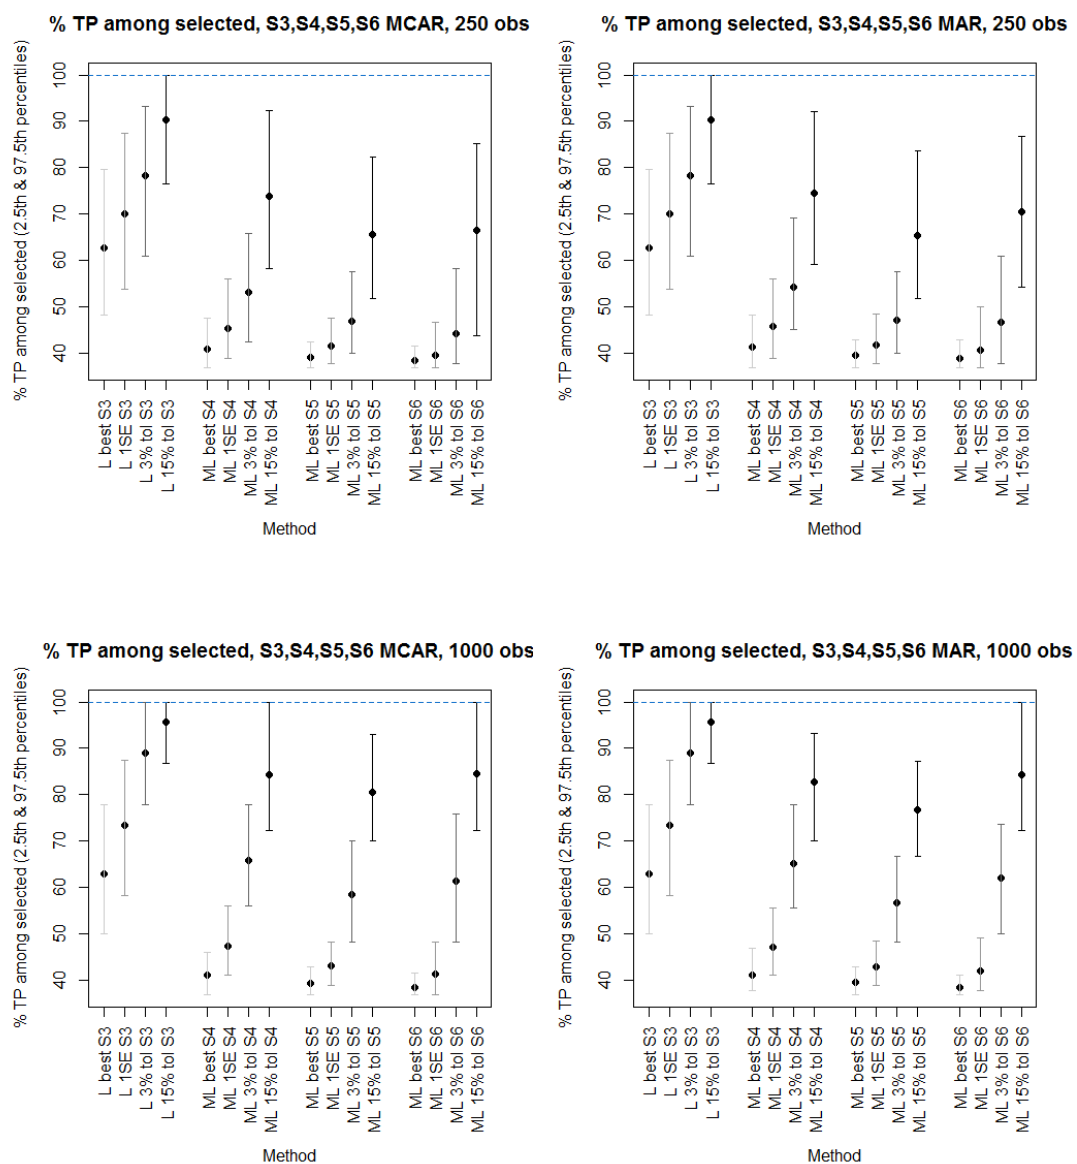 % TP among selected, S3,S4,S5,S6 MCAR, 250 obs
% TP among selected (2.5th & 97.5th percentiles)
100
90
80
70
60
50
40
L best S3
L 1SE S3
L 3% tol S3
L 15% tol S3
ML best S4
ML 1SE S4
ML 3% tol S4
ML 15% tol S4
ML best S5
ML 1SE S5
ML 3% tol S5
ML 15% tol S5
ML best S6
ML 1SE S6
ML 3% tol S6
ML 15% tol S6
Method
% TP among selected, S3,S4,S5,S6 MAR, 250 obs
% TP among selected (2.5th & 97.5th percentiles)
100
90
80
70
60
50
40
L best S3
L 1SE S3
L 3% tol S3
L 15% tol S3
ML best S4
ML 1SE S4
ML 3% tol S4
ML 15% tol S4
ML best S5
ML 1SE S5
ML 3% tol S5
ML 15% tol S5
ML best S6
ML 1SE S6
ML 3% tol S6
ML 15% tol S6
Method
% TP among selected, S3,S4,S5,S6 MCAR, 1000 obs
% TP among selected (2.5th & 97.5th percentiles)
100
90
80
70
60
50
40
L best S3
L 1SE S3
L 3% tol S3
L 15% tol S3
ML best S4
ML 1SE S4
ML 3% tol S4
ML 15% tol S4
ML best S5
ML 1SE S5
ML 3% tol S5
ML 15% tol S5
ML best S6
ML 1SE S6
ML 3% tol S6
ML 15% tol S6
Method
% TP among selected, S3,S4,S5,S6 MAR, 1000 obs
% TP among selected (2.5th & 97.5th percentiles)
100
90
80
70
60
50
40
L best S3
L 1SE S3
L 3% tol S3
L 15% tol S3
ML best S4
ML 1SE S4
ML 3% tol S4
ML 15% tol S4
ML best S5
ML 1SE S5
ML 3% tol S5
ML 15% tol S5
ML best S6
ML 1SE S6
ML 3% tol S6
ML 15% tol S6
Method